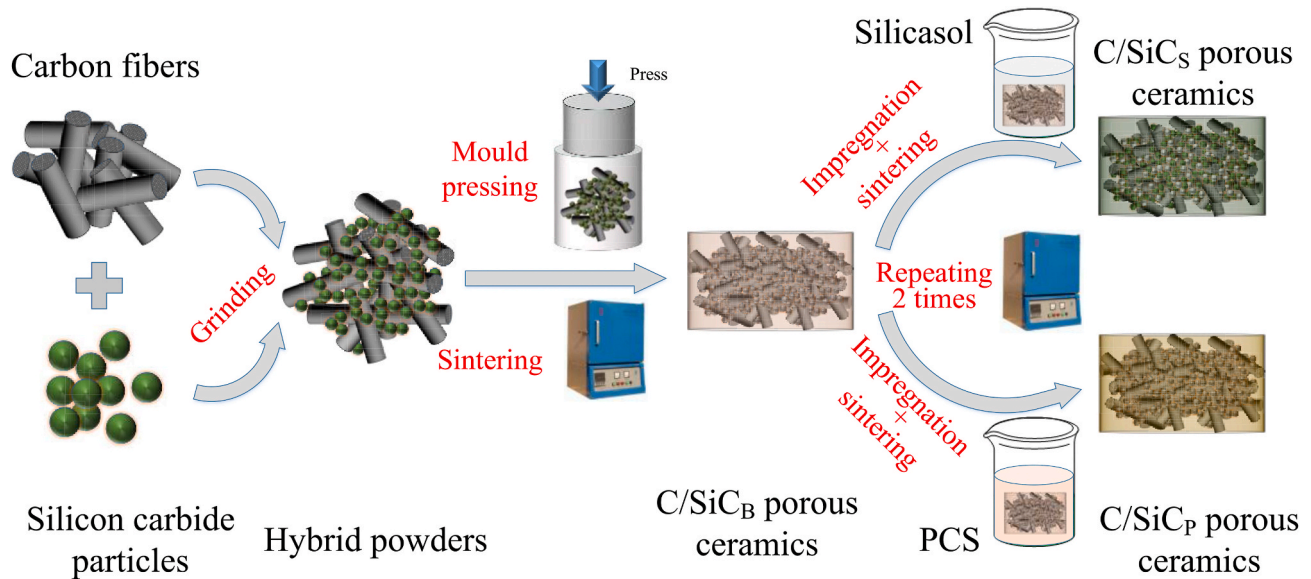 Carbon fibers
Silicon carbide
particles
Grinding
Hybrid powders
Press
Mould
pressing
Sintering
C/SiC_B porous
ceramics
Silicasol
Impregnation
+
sintering
Repeating
2 times
Impregnation
+
sintering
PCS
C/SiC_S porous
ceramics
C/SiC_P porous
ceramics